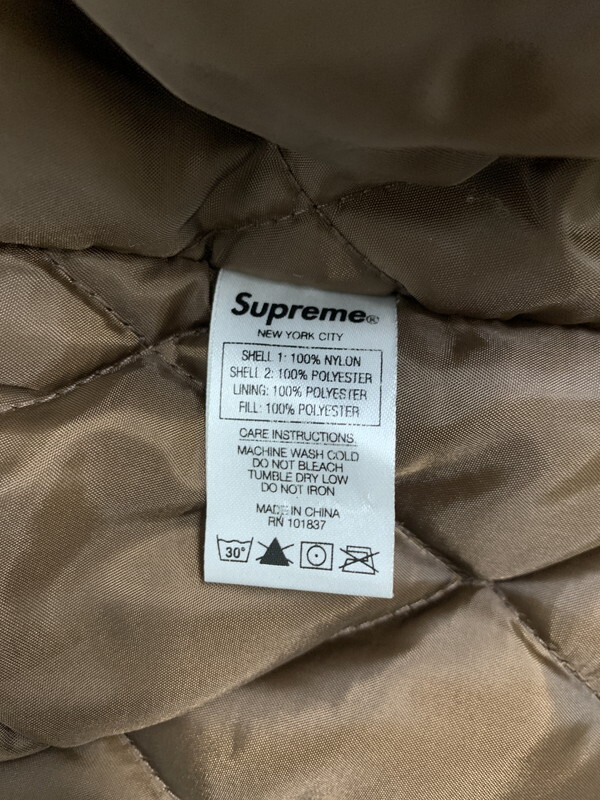 Supreme®
NEW YORK CITY
SHELL 1: 100% NYLON
SHELL 2: 100% POLYESTER
LINING: 100% POLYESTER
FILL: 100% POLYESTER
CARE INSTRUCTIONS
MACHINE WASH COLD
DO NOT BLEACH
TUMBLE DRY LOW
DO NOT IRON
MADE IN CHINA
RN 101837
30°